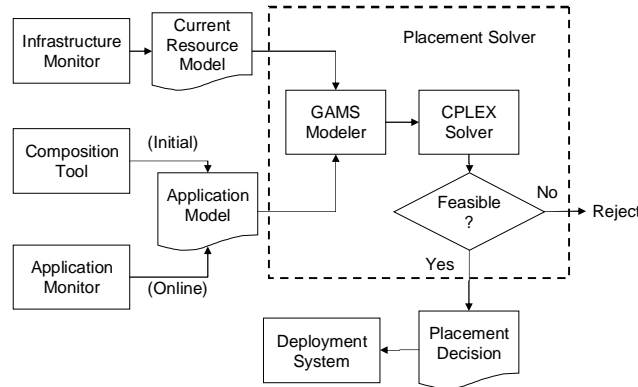 Infrastructure
Monitor
Current
Resource
Model
Placement Solver
GAMS
Modeler
CPLEX
Solver
Composition
Tool
(Initial)
Application
Model
Application
Monitor
(Online)
Feasible
?
No
Reject
Yes
Placement
Decision
Deployment
System